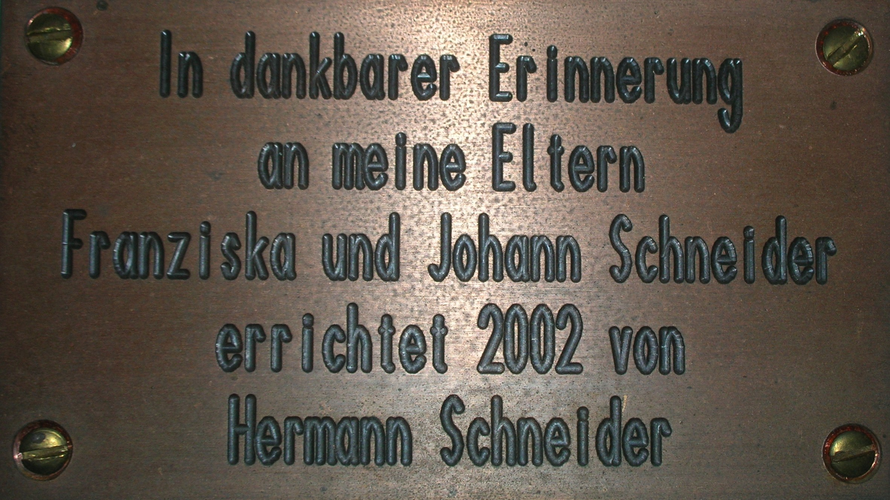 In dankbarer Erinnerung
an meine Eltern
Franziska und Johann Schneider
errichtet 2002 von
Hermann Schneider